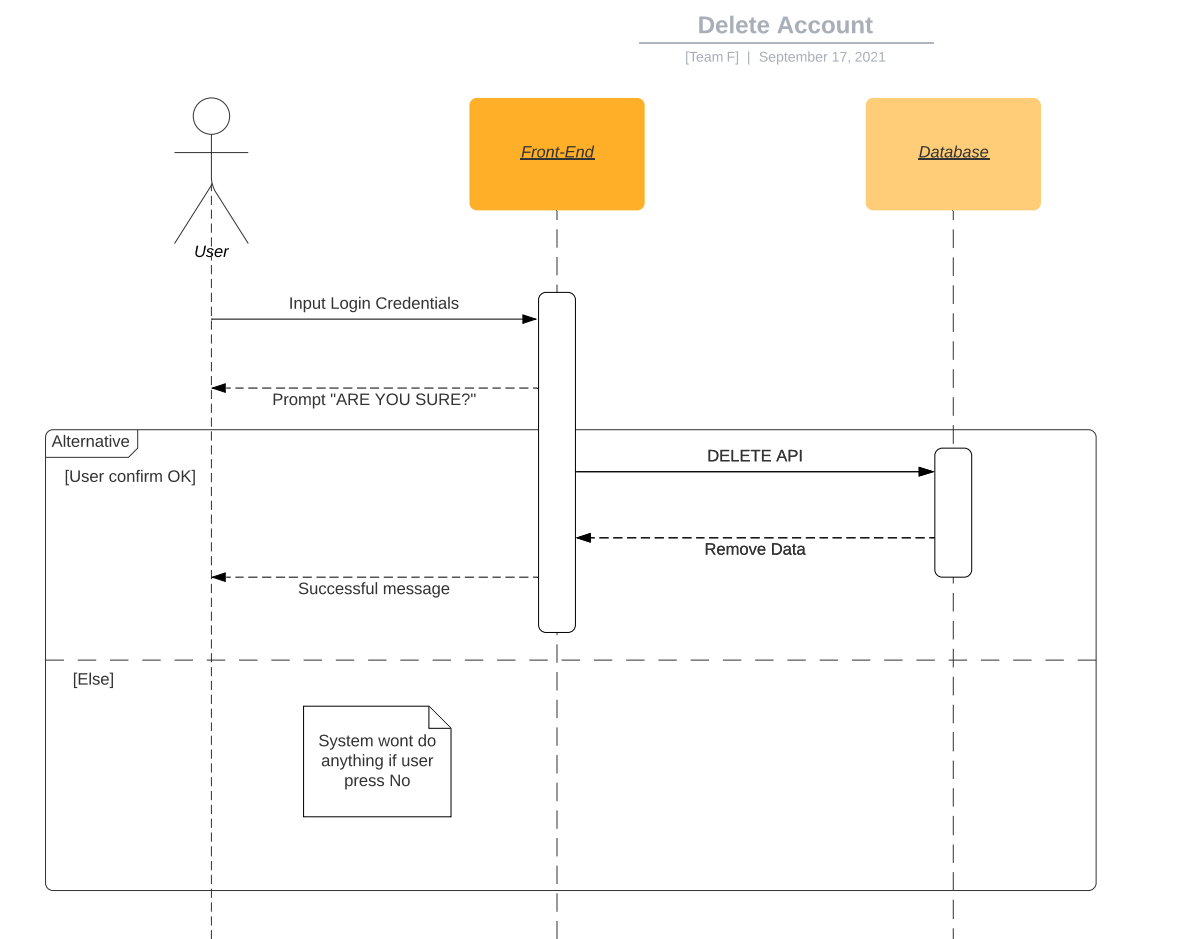 Delete Account
[Team F] | September 17, 2021
Front-End
Database
User
Input Login Credentials
Prompt "ARE YOU SURE?"
Alternative
[User confirm OK]
DELETE API
Remove Data
Successful message
[Else]
System wont do
anything if user
press No